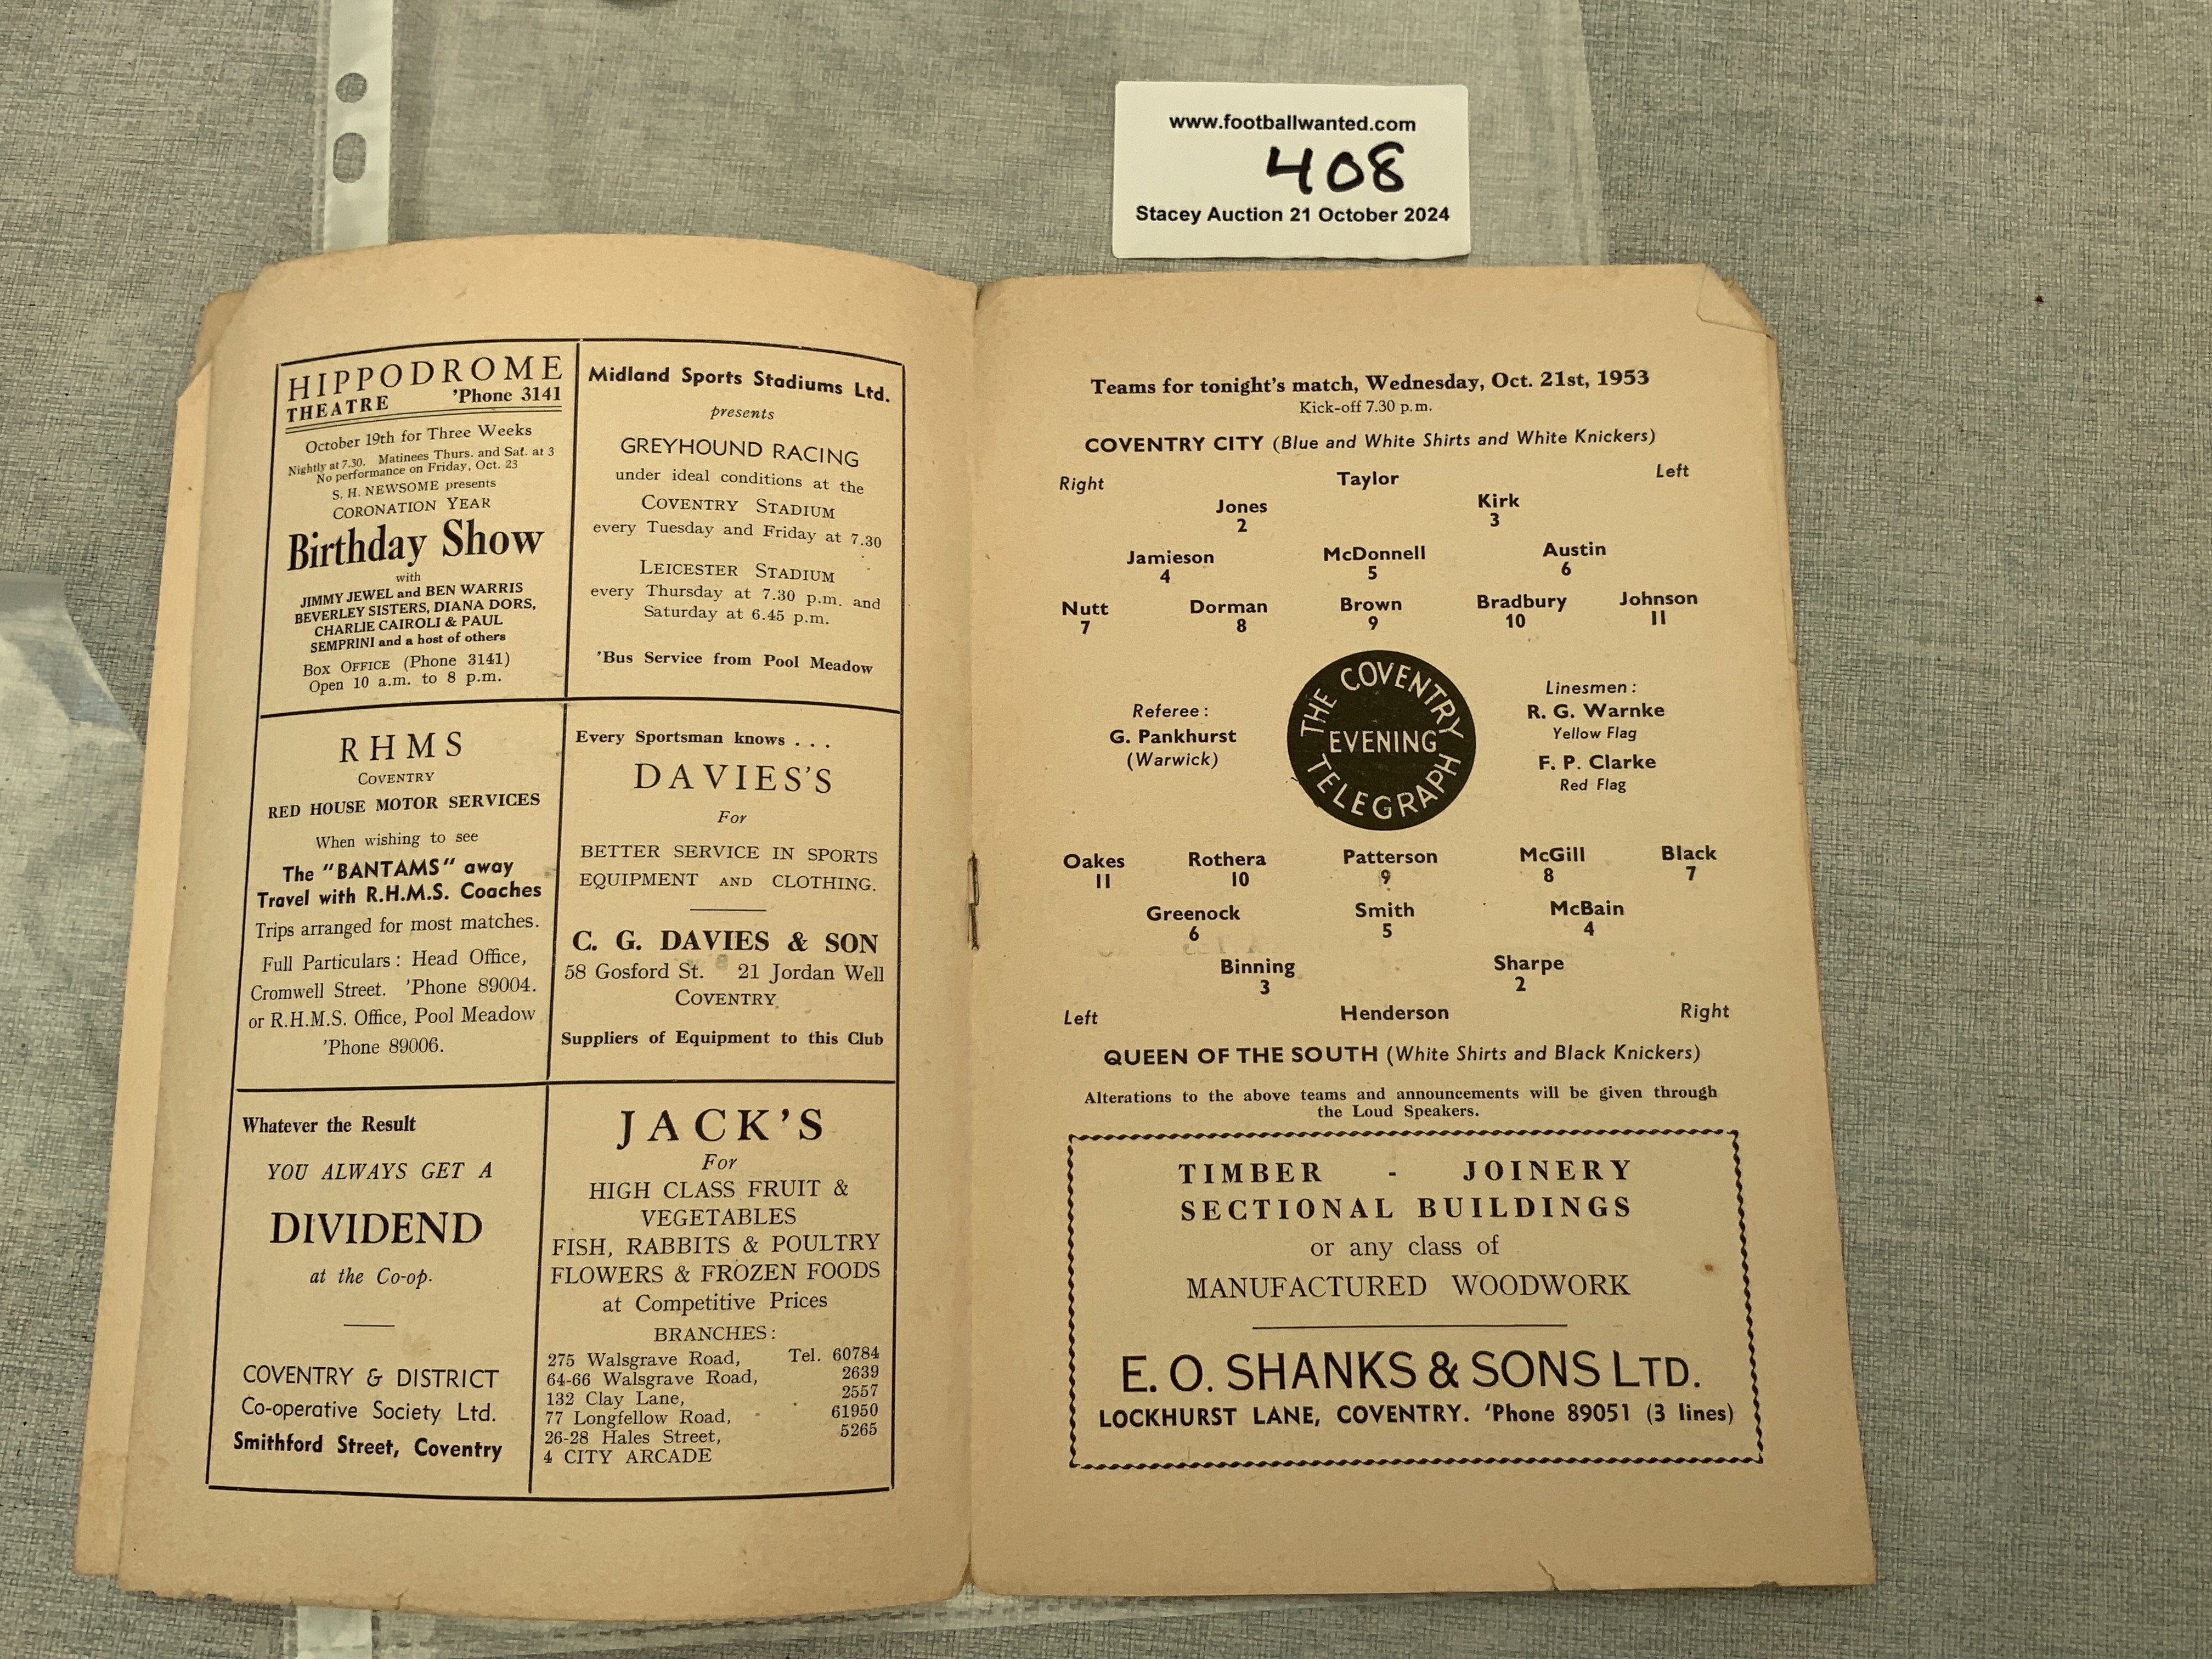 www.footballwanted.com
408
Stacey Auction 21 October 2024
HIPPODROME
THEATRE 'Phone 3141
October 19th for Three Weeks
Nightly at 7.30. Matinees Thurs. and Sat. at 3
No performance on Friday, Oct. 23
S. H. NEWSOME presents
CORONATION YEAR
Birthday Show
with
JIMMY JEWEL and BEN WARRIS
BEVERLEY SISTERS, DIANA DORS,
CHARLIE CAIROLI & PAUL
SEMPRINI and a host of others
BOX OFFICE (Phone 3141)
Open 10 a.m. to 8 p.m.
Midland Sports Stadiums Ltd.
presents
GREYHOUND RACING
under ideal conditions at the
COVENTRY STADIUM
every Tuesday and Friday at 7.30
LEICESTER STADIUM
every Thursday at 7.30 p.m. and
Saturday at 6.45 p.m.
'Bus Service from Pool Meadow
RHMS
COVENTRY
RED HOUSE MOTOR SERVICES
When wishing to see
The "BANTAMS" away
Travel with R.H.M.S. Coaches
Trips arranged for most matches.
Full Particulars : Head Office,
Cromwell Street. 'Phone 89004.
or R.H.M.S. Office, Pool Meadow
'Phone 89006.
Every Sportsman knows . . .
DAVIES'S
For
BETTER SERVICE IN SPORTS
EQUIPMENT AND CLOTHING.
C. G. DAVIES & SON
58 Gosford St. 21 Jordan Well
COVENTRY
Suppliers of Equipment to this Club
Whatever the Result
YOU ALWAYS GET A
DIVIDEND
at the Co-op.
COVENTRY & DISTRICT
Co-operative Society Ltd.
Smithford Street, Coventry
JACK'S
For
HIGH CLASS FRUIT &
VEGETABLES
FISH, RABBITS & POULTRY
FLOWERS & FROZEN FOODS
at Competitive Prices
BRANCHES :
275 Walsgrave Road, Tel. 60784
64-66 Walsgrave Road, 2639
132 Clay Lane, 2557
77 Longfellow Road, 61950
26-28 Hales Street, 5265
4 CITY ARCADE
Teams for tonight's match, Wednesday, Oct. 21st, 1953
Kick-off 7.30 p.m.
COVENTRY CITY (Blue and White Shirts and White Knickers)
Right Taylor Left
Jones Kirk
2 3
Jamieson McDonnell Austin
4 5 6
Nutt Dorman Brown Bradbury Johnson
7 8 9 10 11
Referee :
G. Pankhurst
(Warwick)
THE COVENTRY
EVENING
TELEGRAPH
Linesmen :
R. G. Warnke
Yellow Flag
F. P. Clarke
Red Flag
Oakes Rothera Patterson McGill Black
11 10 9 8 7
Greenock Smith McBain
6 5 4
Binning Sharpe
3 2
Left Henderson Right
QUEEN OF THE SOUTH (White Shirts and Black Knickers)
Alterations to the above teams and announcements will be given through
the Loud Speakers.
TIMBER - JOINERY
SECTIONAL BUILDINGS
or any class of
MANUFACTURED WOODWORK
E. O. SHANKS & SONS LTD.
LOCKHURST LANE, COVENTRY. 'Phone 89051 (3 lines)